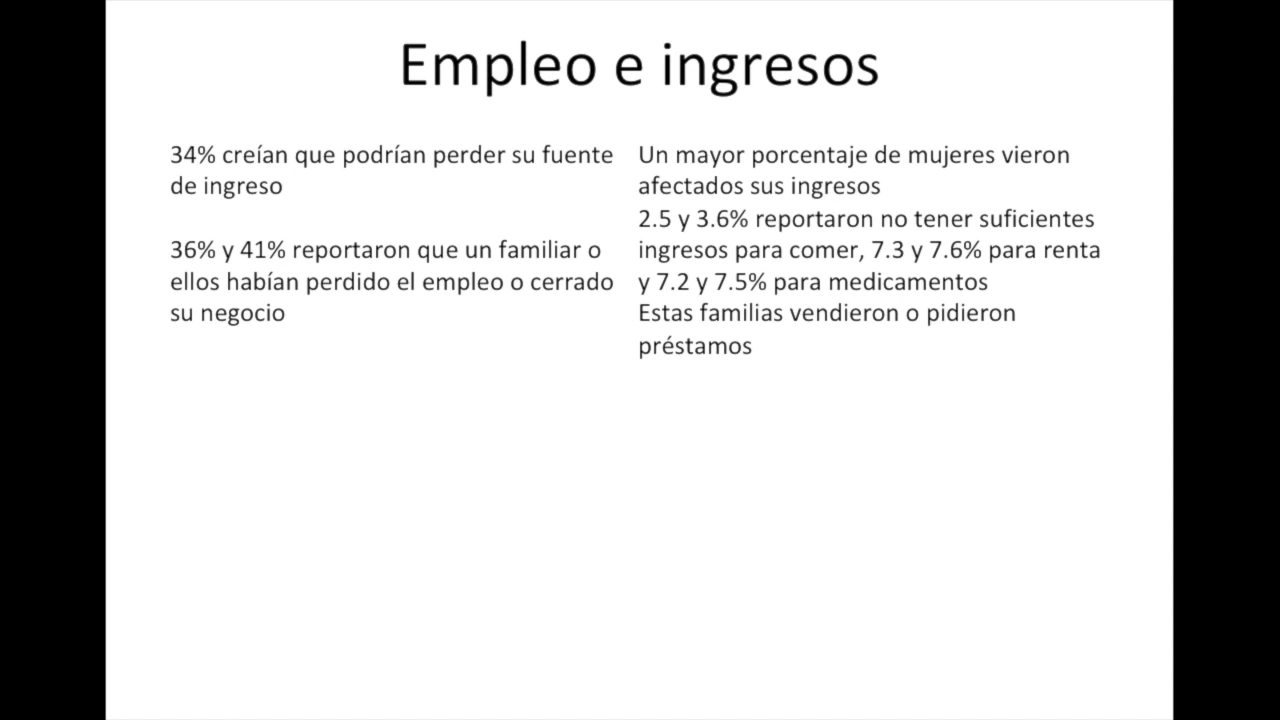 Empleo e ingresos
34% creían que podrían perder su fuente
de ingreso
36% y 41% reportaron que un familiar o
ellos habían perdido el empleo o cerrado
su negocio
Un mayor porcentaje de mujeres vieron
afectados sus ingresos
2.5 y 3.6% reportaron no tener suficientes
ingresos para comer, 7.3 y 7.6% para renta
y 7.2 y 7.5% para medicamentos
Estas familias vendieron o pidieron
préstamos